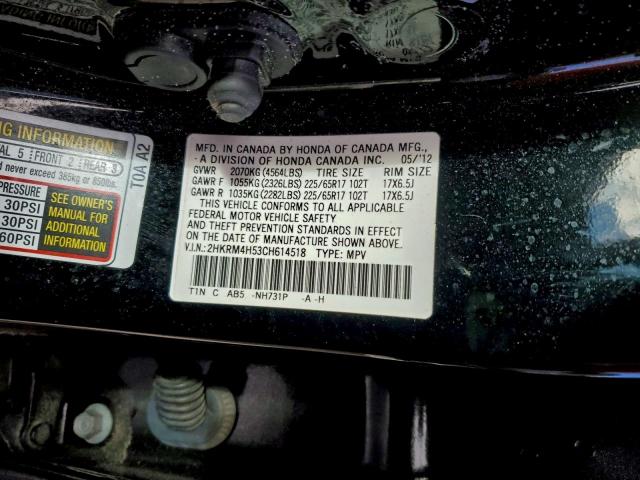 NG INFORMATION
AL 5 FRONT 2 REAR 3
d never exceed 385kg or 850lbs.
PRESSURE
30PSI
30PSI
60PSI
SEE OWNER'S
MANUAL FOR
ADDITIONAL
INFORMATION
T0A A2
MFD. IN CANADA BY HONDA OF CANADA MFG.,
- A DIVISION OF HONDA CANADA INC. 05/'12
GVWR 2070KG (4564LBS) TIRE SIZE RIM SIZE
GAWR F 1055KG (2326LBS) 225/65R17 102T 17X6.5J
GAWR R 1035KG (2282LBS) 225/65R17 102T 17X6.5J
THIS VEHICLE CONFORMS TO ALL APPLICABLE
FEDERAL MOTOR VEHICLE SAFETY
AND THEFT PREVENTION STANDARDS IN EFFECT
ON THE DATE OF MANUFACTURE SHOWN ABOVE.
V.I.N.: 2HKRM4H53CH614518 TYPE: MPV
T1N C AB5 -NH731P -A -H